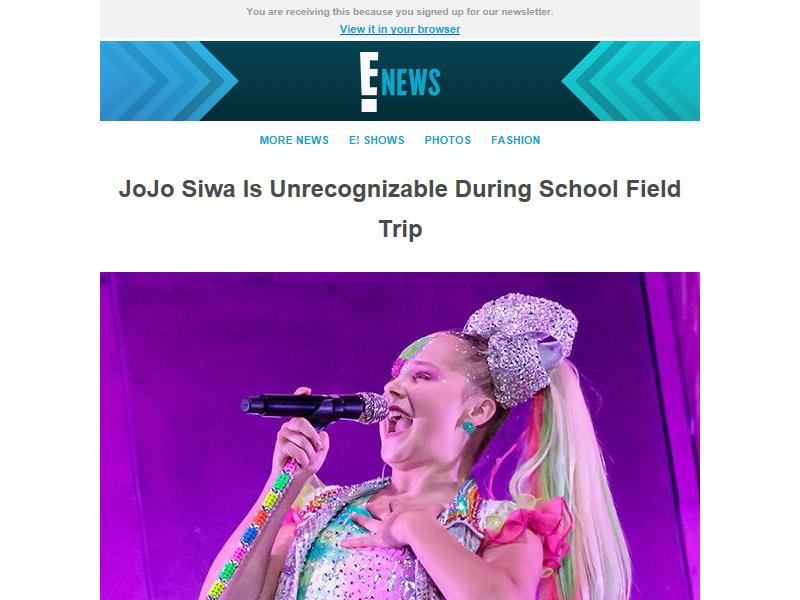 You are receiving this because you signed up for our newsletter.
View it in your browser
E! NEWS
MORE NEWS E! SHOWS PHOTOS FASHION
JoJo Siwa Is Unrecognizable During School Field
Trip